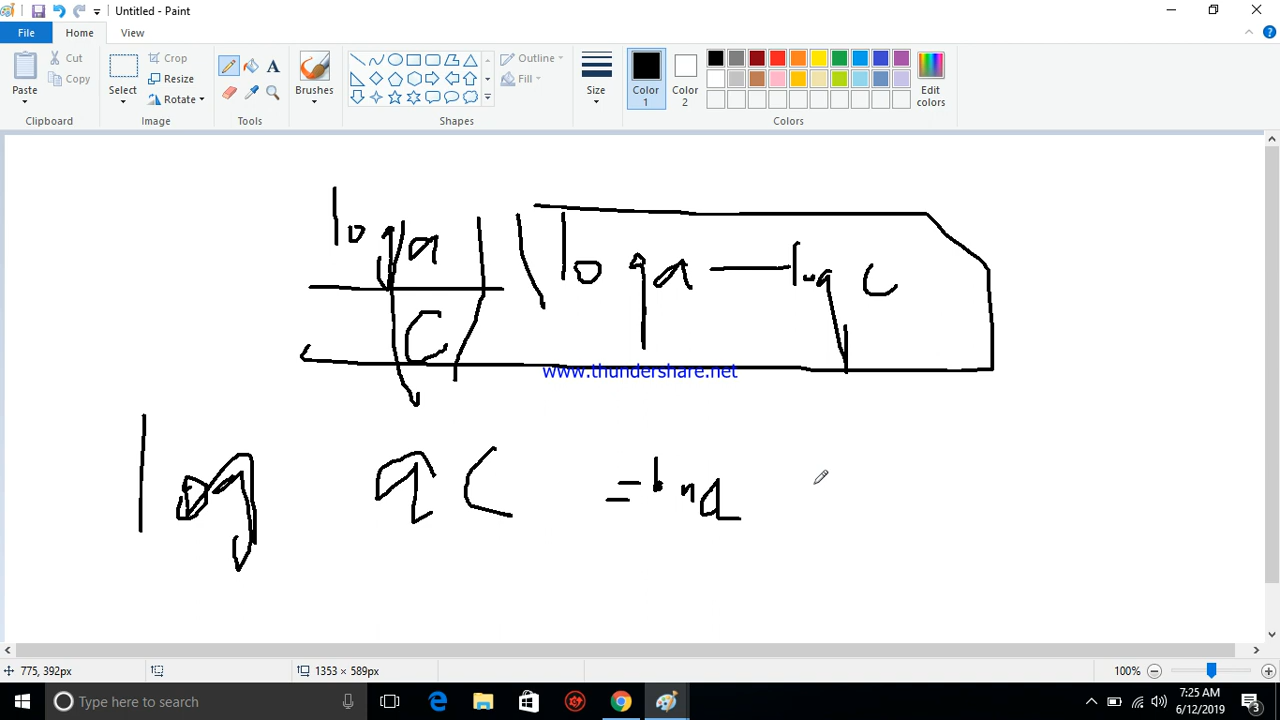 Untitled - Paint
File Home View
Paste Cut Copy Select Crop Resize Rotate Brushes Outline Fill Size Color 1 Color 2 Edit colors
Clipboard Image Tools Shapes Colors
log a
C
log a — log C
www.thundershare.net
log a C =
775, 392px 1353 × 589px 100%
Type here to search
7:25 AM
6/12/2019
3